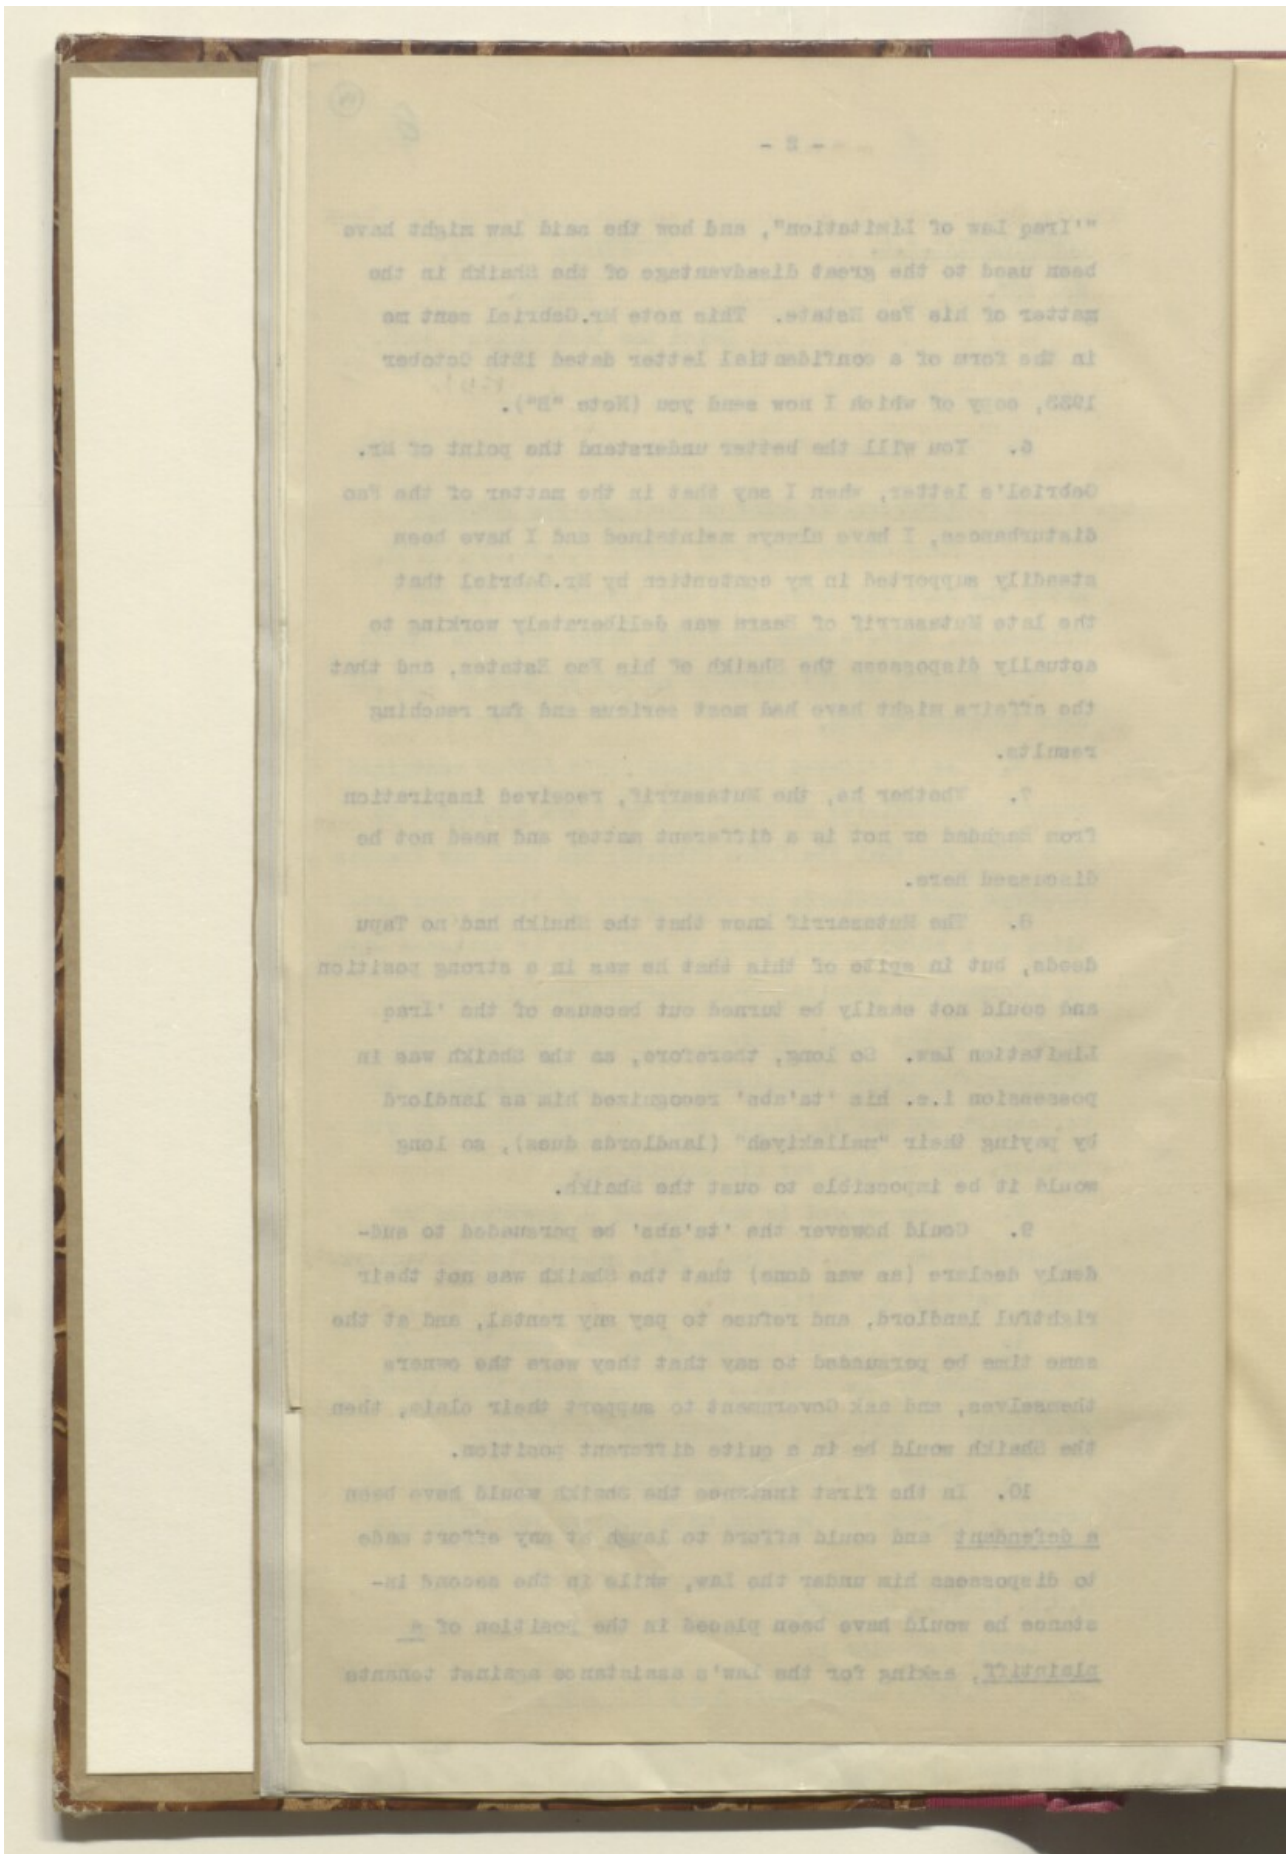 - 2 -
"'Iraq Law of Limitation", and how the said law might have
been used to the great disadvantage of the Shaikh in the
matter of his Fao Estate. This note Mr.Gabriel sent me
in the form of a confidential letter dated 18th October
1933, copy of which I now send you (Note "B").
6. You will the better understand the point of Mr.
Gabriel's letter, when I say that in the matter of the Fao
disturbances, I have always maintained and I have been
steadily supported in my contention by Mr.Gabriel that
the late Mutasarrif of Basra was deliberately working to
actually dispossess the Shaikh of his Fao Estates, and that
the affairs might have had most serious and far reaching
results.
7. Whether he, the Mutasarrif, received inspiration
from Baghdad or not is a different matter and need not be
discussed here.
8. The Mutasarrif knew that the Shaikh had no Tapu
deeds, but in spite of this that he was in a strong position
and could not easily be turned out because of the 'Iraq
Limitation Law. So long, therefore, as the Shaikh was in
possession i.e. his 'ta'abs' recognized him as landlord
by paying their "mallakiyeh" (landlords dues), so long
would it be impossible to oust the Shaikh.
9. Could however the 'ta'abs' be persuaded to sud-
denly declare (as was done) that the Shaikh was not their
rightful landlord, and refuse to pay any rental, and at the
same time be persuaded to say that they were the owners
themselves, and ask Government to support their claim, then
the Shaikh would be in a quite different position.
10. In the first instance the Shaikh would have been
a defendant and could afford to laugh at any effort made
to dispossess him under the Law, while in the second in-
stance he would have been placed in the position of a
plaintiff, asking for the Law's assistance against tenants